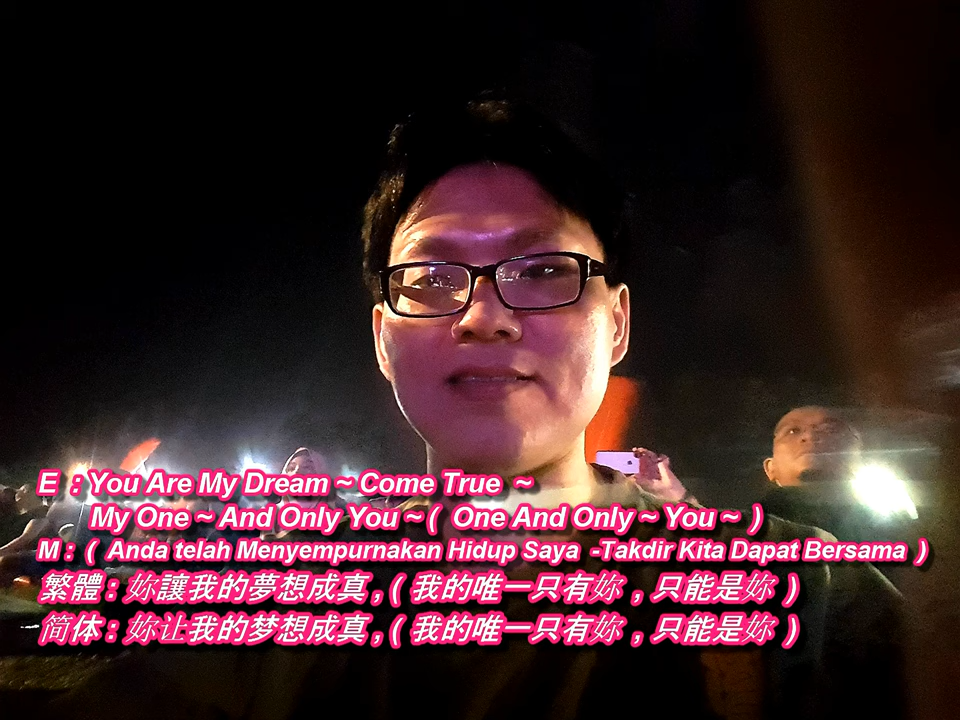 E : You Are My Dream ~ Come True ~
My One ~ And Only You ~ ( One And Only ~ You ~ )
M : ( Anda telah Menyempurnakan Hidup Saya -Takdir Kita Dapat Bersama )
繁體 : 妳讓我的夢想成真 , ( 我的唯一只有妳 , 只能是妳 )
简体 : 妳让我的梦想成真 , ( 我的唯一只有妳 , 只能是妳 )